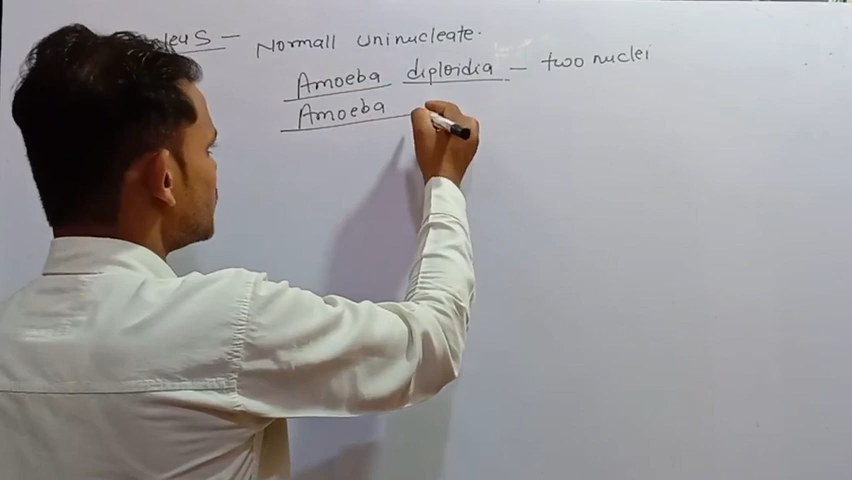 - Normall uninucleate.
Amoeba diploidia - two nuclei
Amoeba